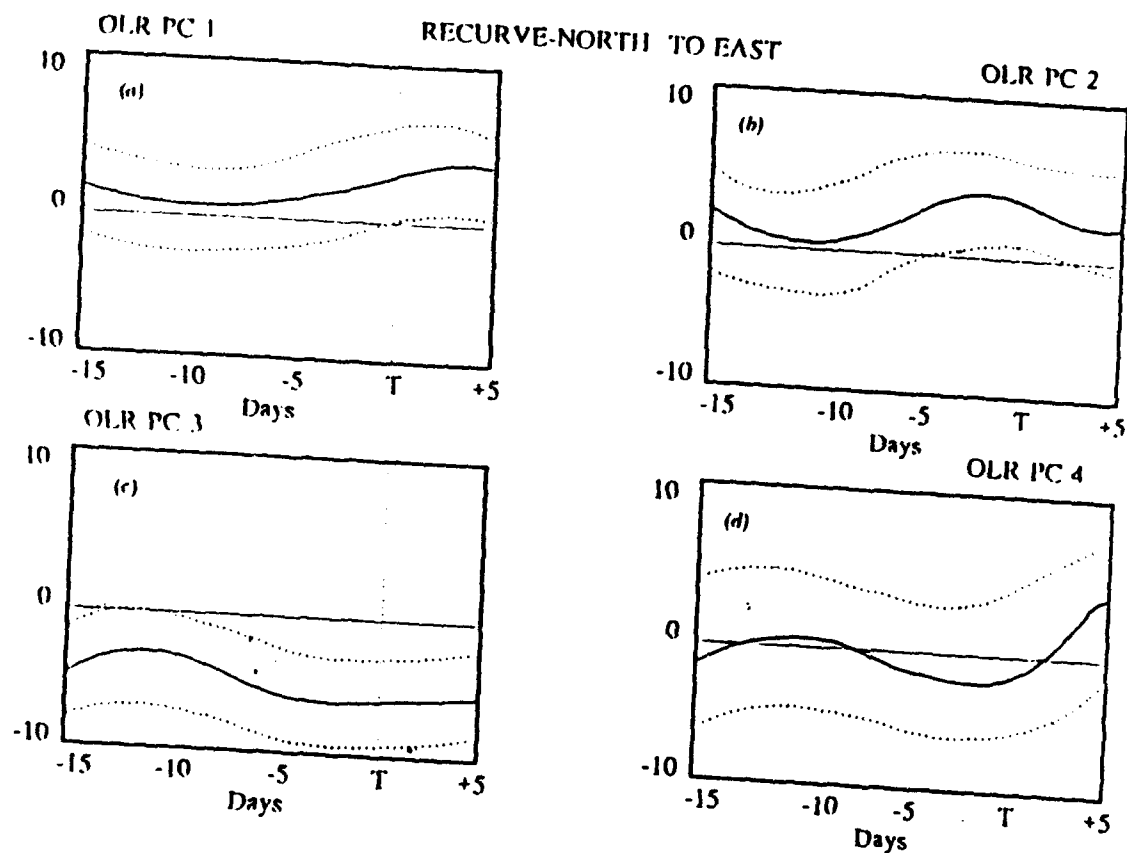 OLR PC 1
RECURVE-NORTH TO EAST
10
(a)
0
-10
-15 -10 -5 T +5
Days
OLR PC 2
10
(b)
0
-10
-15 -10 -5 T +5
Days
OLR PC 3
10
(c)
0
-10
-15 -10 -5 T +5
Days
OLR PC 4
10
(d)
0
-10
-15 -10 -5 T +5
Days